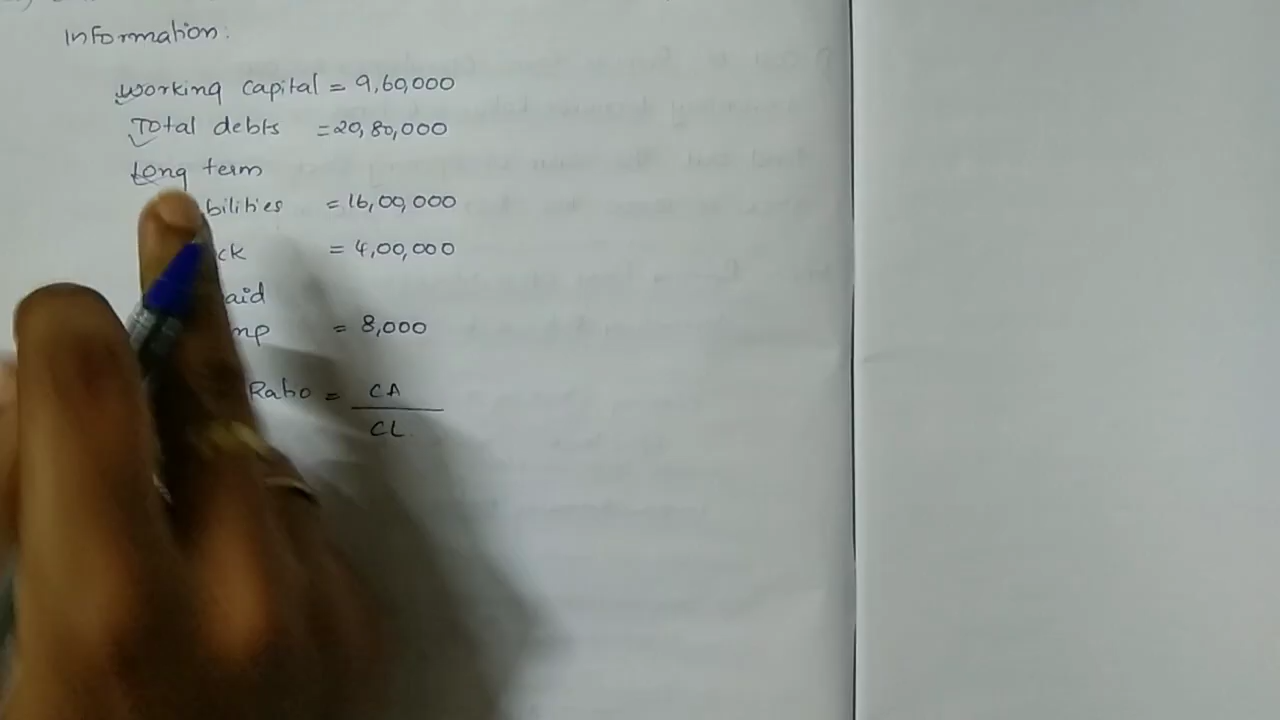 Information:
working capital = 9,60,000
Total debts = 20,80,000
Long term
bilities = 16,00,000
ck = 4,00,000
aid
mp = 8,000
Ratio = CA
CL.